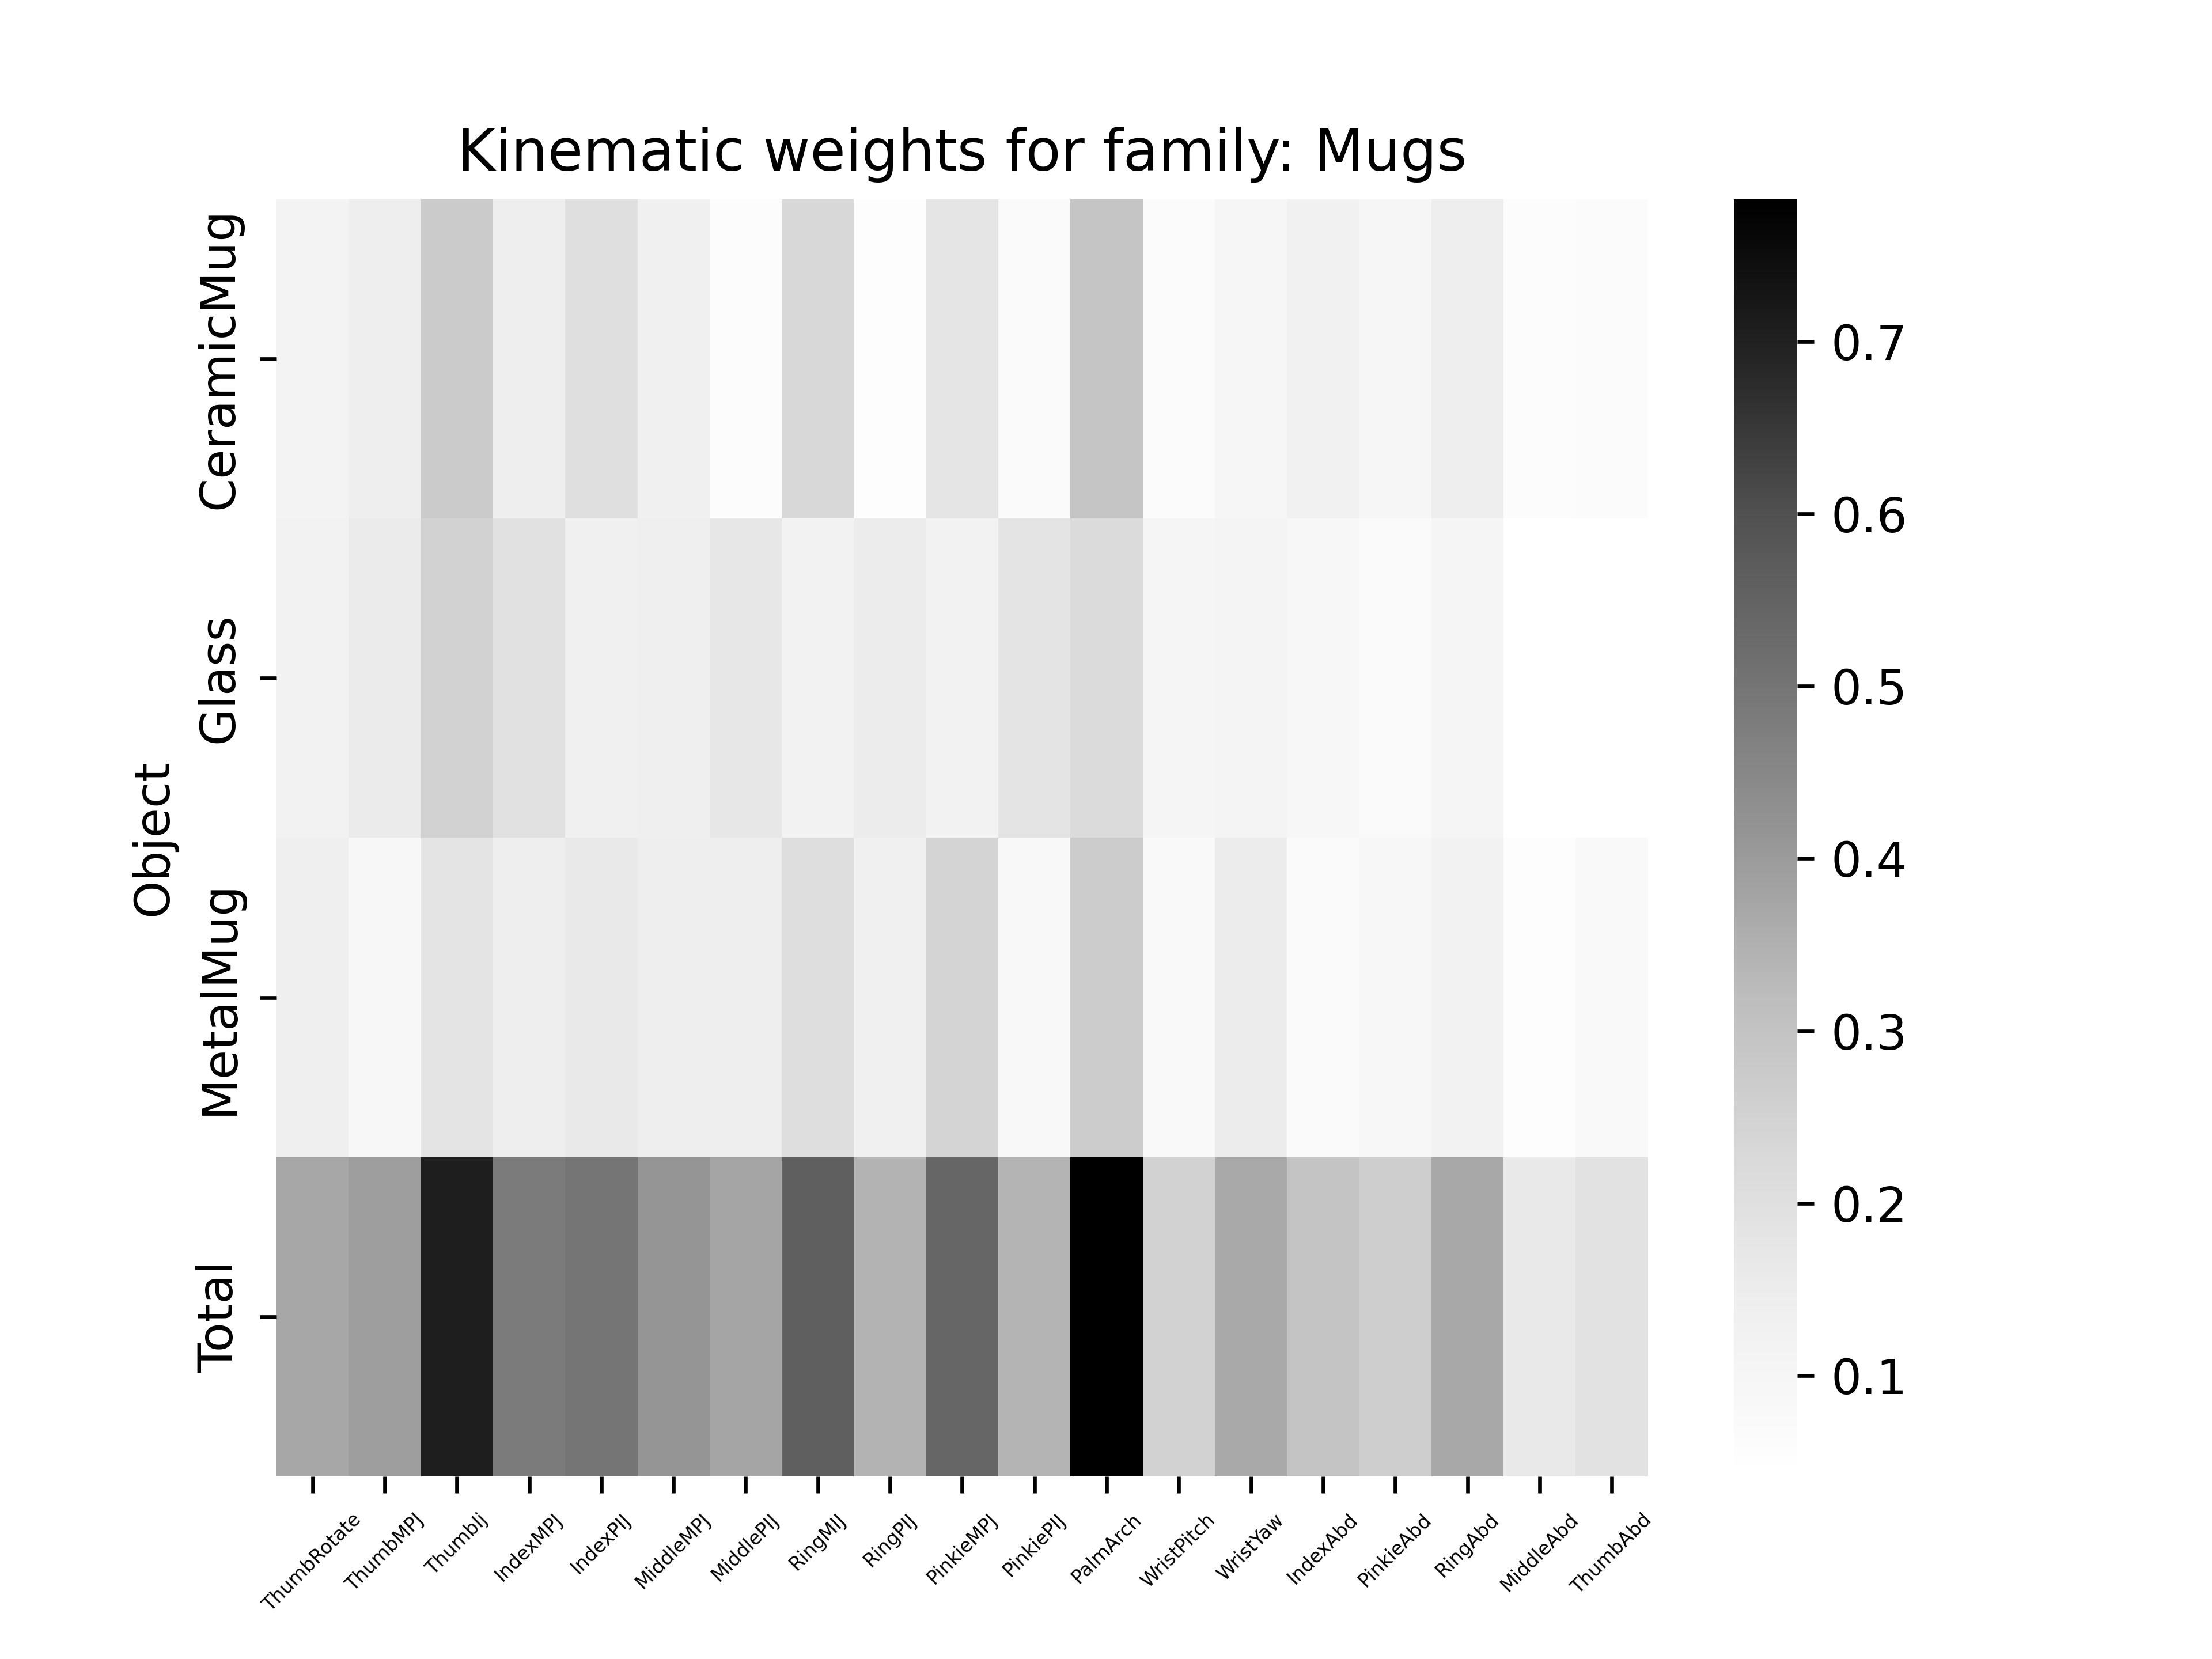 Kinematic weights for family: Mugs
Object
CeramicMug
Glass
MetalMug
Total
ThumbRotate
ThumbMPJ
ThumbIj
IndexMPJ
IndexPIJ
MiddleMPJ
MiddlePIJ
RingMIJ
RingPIJ
PinkieMPJ
PinkiePIJ
PalmArch
WristPitch
WristYaw
IndexAbd
PinkieAbd
RingAbd
MiddleAbd
ThumbAbd
0.7
0.6
0.5
0.4
0.3
0.2
0.1